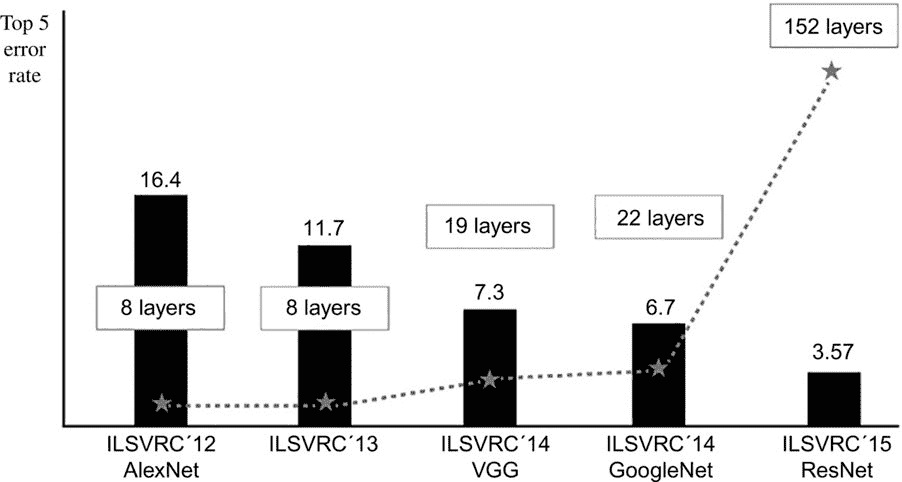 Top 5
error
rate
152 layers
16.4
11.7
19 layers
22 layers
8 layers
8 layers
7.3
6.7
3.57
ILSVRC´12
AlexNet
ILSVRC´13
ILSVRC´14
VGG
ILSVRC´14
GoogleNet
ILSVRC´15
ResNet